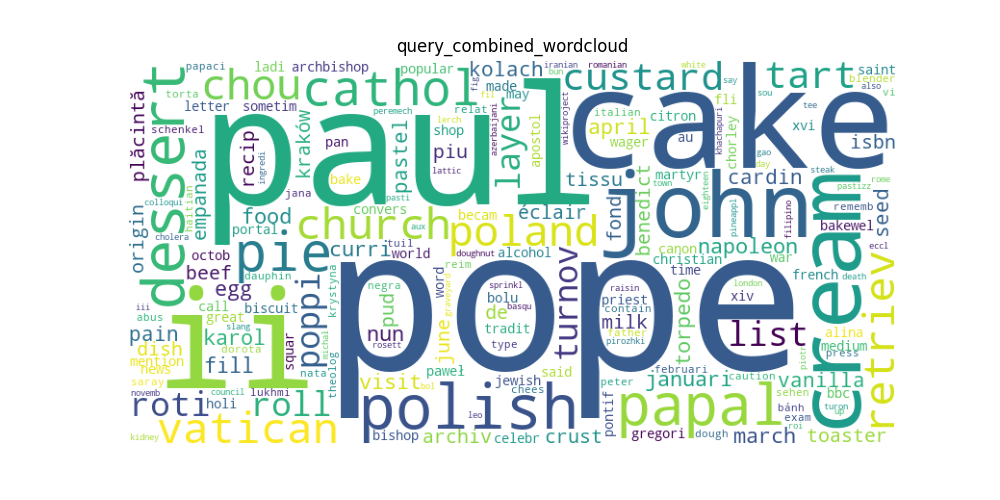 query_combined_wordcloud
papaci ladi archbishop popular kolach iranian romanian white saint
torta chou cathol made custard say tart blender
dessert letter sometim relat fig may bun fli sou also vi
paul cake
plăcintă schenkel recip kraków peremech lerch layer apostol italian april citron tee xvi isbn
ingredi pan pastel shop piu azerbaijani wikiproject wager au khachapuri chorley gao
empanada jana bake lattic tissu martyr cardin day steak
colloqui haitian food convers pasti éclair fond john benedict eighteen town pineappl filipino pastizz rome rememb seed
origin cholera portal church aux becam poland canon napoleon bakewel
octob pie curri tuil world doughnut alcohol christian time war french death eccl
beef dauphin egg negra word reim sprinkl basqu turnov raisin london cream
iii call biscuit poppi krystyna pud bolu de priest contain xiv januari
abus great slang squar nun tradit milk father torpedo list alina retriev
pain karol rosett june graveyard type pirozhki medium
dish dorota michal pope piotr press
mention fill ii nata theolog paweł jewish said peter februari caution vanilla bbc
news saray lukhmi visit boi chees sehen
novemb council holi roll polish leo pontif papal bánh turon up
roti vatican bishop archiv celebr crust gregori dough march exam roi toaster
kidney